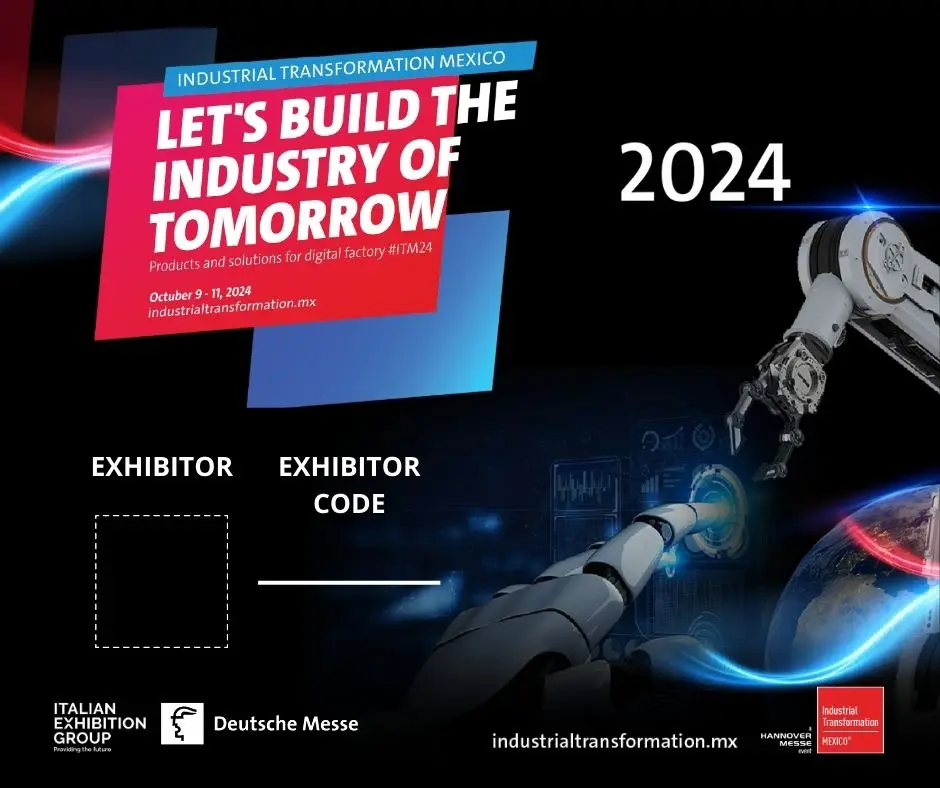 INDUSTRIAL TRANSFORMATION MEXICO
LET'S BUILD THE
INDUSTRY OF
TOMORROW
Products and solutions for digital factory #ITM24
Octuber 9 - 11, 2024
industrialtransformation.mx
2024
EXHIBITOR
EXHIBITOR
CODE
ITALIAN
EXHIBITION
GROUP
Providing the future
Deutsche Messe
industrialtransformation.mx
a
HANNOVER
MESSE
event
Industrial
Transformation
MEXICO®